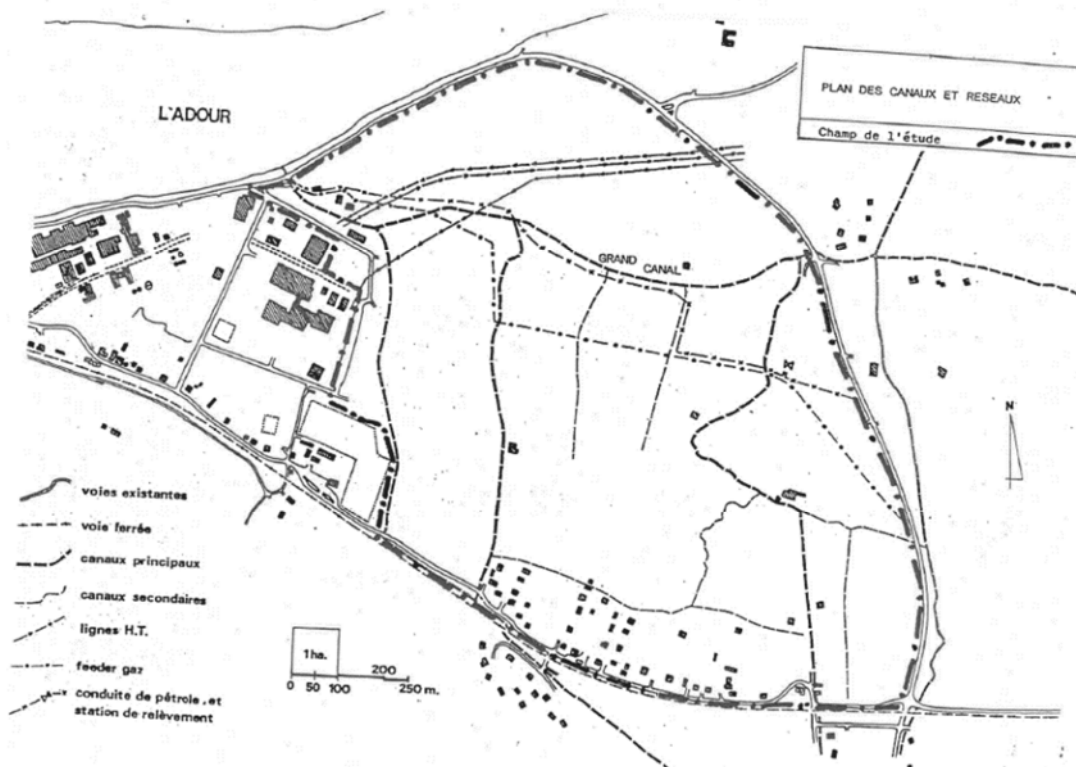 PLAN DES CANAUX ET RESEAUX
Champ de l'étude
L'ADOUR
GRAND CANAL
N
voies existantes
voie ferrée
canaux principaux
canaux secondaires
lignes H.T.
feeder gaz
conduite de pétrole, et
station de relèvement
1ha.
200
0 50 100 250 m.